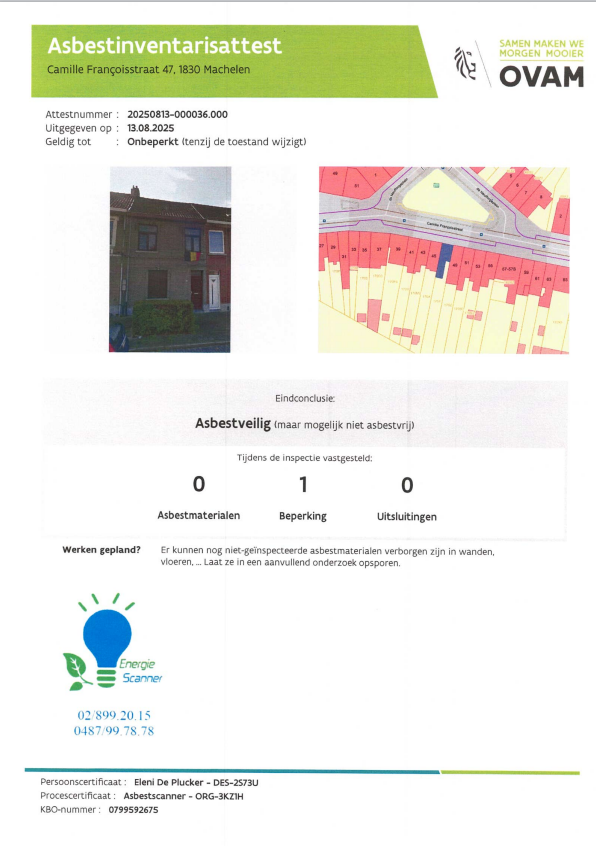 Asbestinventarisattest
Camille Françoisstraat 47, 1830 Machelen
SAMEN MAKEN WE
MORGEN MOOIER
OVAM
Attestnummer : 20250813-000036.000
Uitgegeven op : 13.08.2025
Geldig tot : Onbeperkt (tenzij de toestand wijzigt)
Camille Françoisstraat
Eindconclusie:
Asbestveilig (maar mogelijk niet asbestvrij)
Tijdens de inspectie vastgesteld:
0 1 0
Asbestmaterialen Beperking Uitsluitingen
Werken gepland? Er kunnen nog niet-geïnspecteerde asbestmaterialen verborgen zijn in wanden,
vloeren, ... Laat ze in een aanvullend onderzoek opsporen.
Energie
Scanner
02/899.20.15
0487/99.78.78
Persoonscertificaat : Eleni De Plucker - DES-2S73U
Procescertificaat : Asbestscanner - ORG-3KZ1H
KBO-nummer : 0799592675